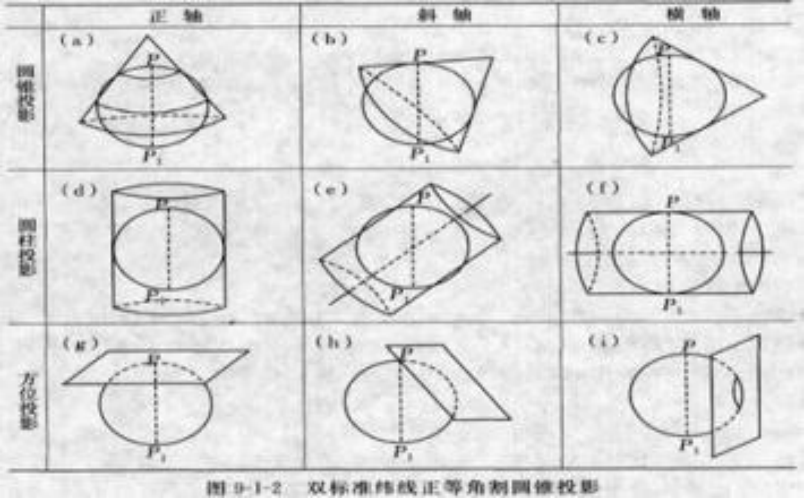 正轴 斜轴 横轴
圆锥投影
(a) P P₁
(b) P P₁
(c) P P₁
圆柱投影
(d) P P₁
(e) P P₁
(f) P P₁
方位投影
(g) P P₁
(h) P P₁
(i) P P₁
图 9-1-2 双标准纬线正等角割圆锥投影